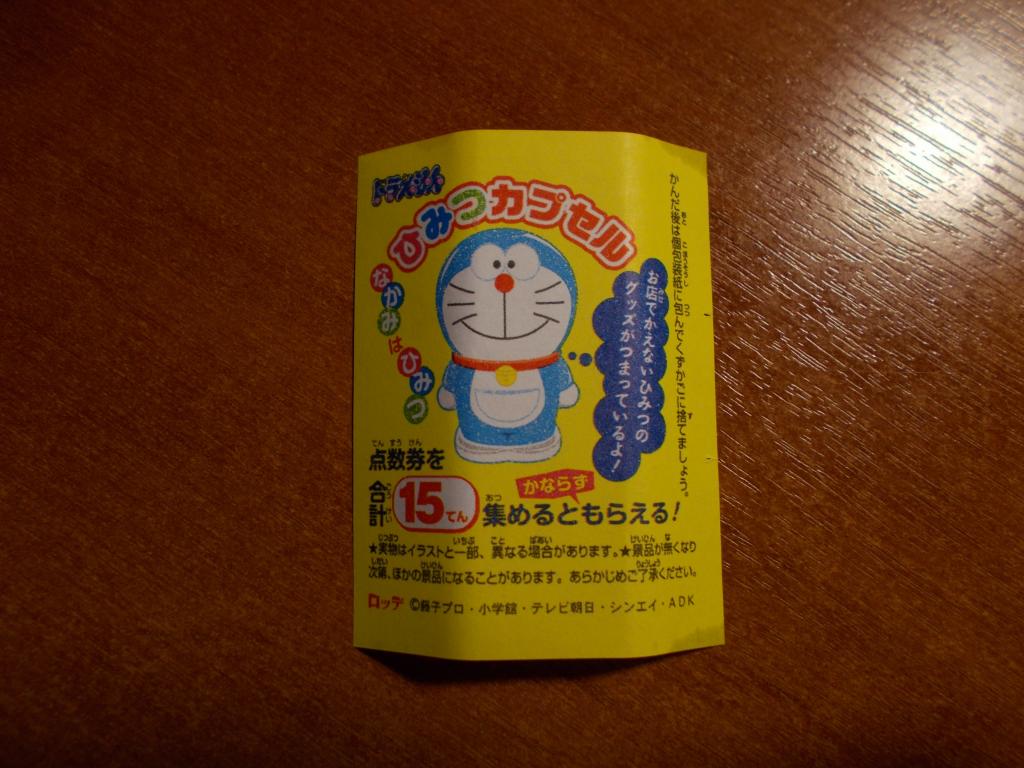 ドラえもん
ひみつカプセル
なかみはひみつ
お店でかえないひみつの
グッズがつまっているよ!
かんだ後は個包装紙に包んでくずかごに捨てましょう。
点数券を
合計15てん
かならず
集めるともらえる!
★実物はイラストと一部、異なる場合があります。★景品が無くなり
次第、ほかの景品になることがあります。あらかじめご了承ください。
ロッテ ©藤子プロ・小学館・テレビ朝日・シンエイ・ADK